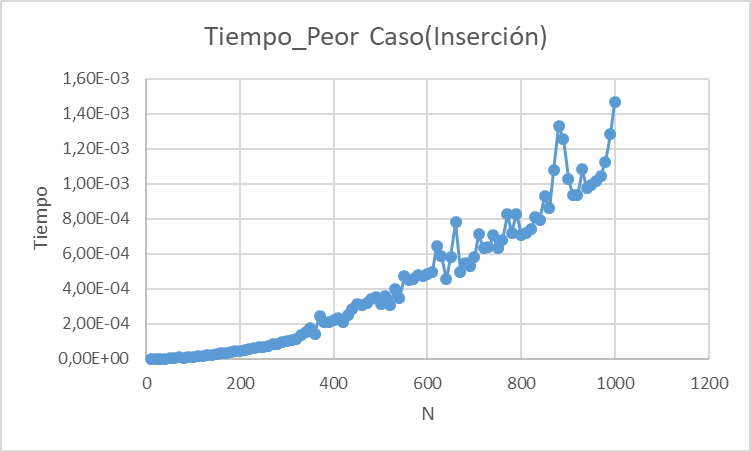 Tiempo_Peor Caso(Inserción)
1,60E-03
1,40E-03
1,20E-03
1,00E-03
8,00E-04
6,00E-04
4,00E-04
2,00E-04
0,00E+00
Tiempo
0 200 400 600 800 1000 1200
N